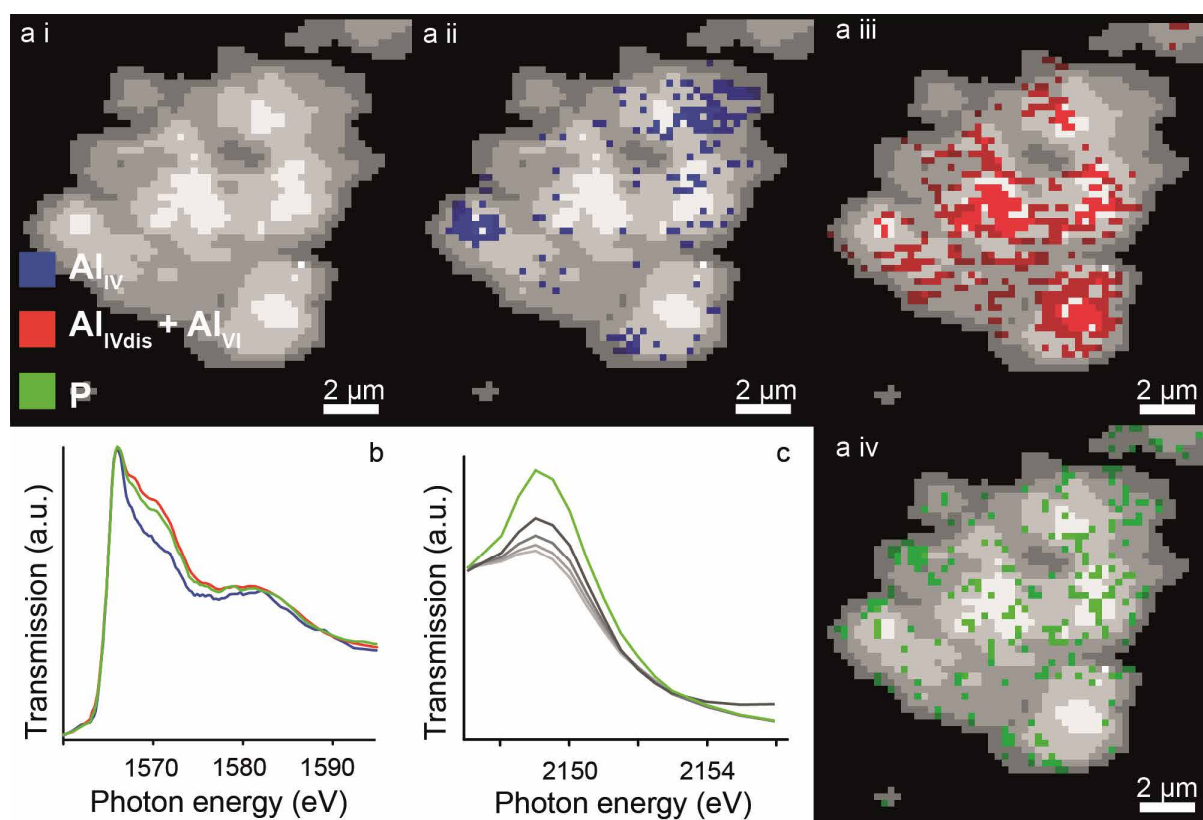 a i
a ii
a iii
Al_IV
Al_IVdis + Al_VI
P
2 µm
2 µm
2 µm
a iv
2 µm
b
Transmission (a.u.)
1570 1580 1590
Photon energy (eV)
c
Transmission (a.u.)
2150 2154
Photon energy (eV)